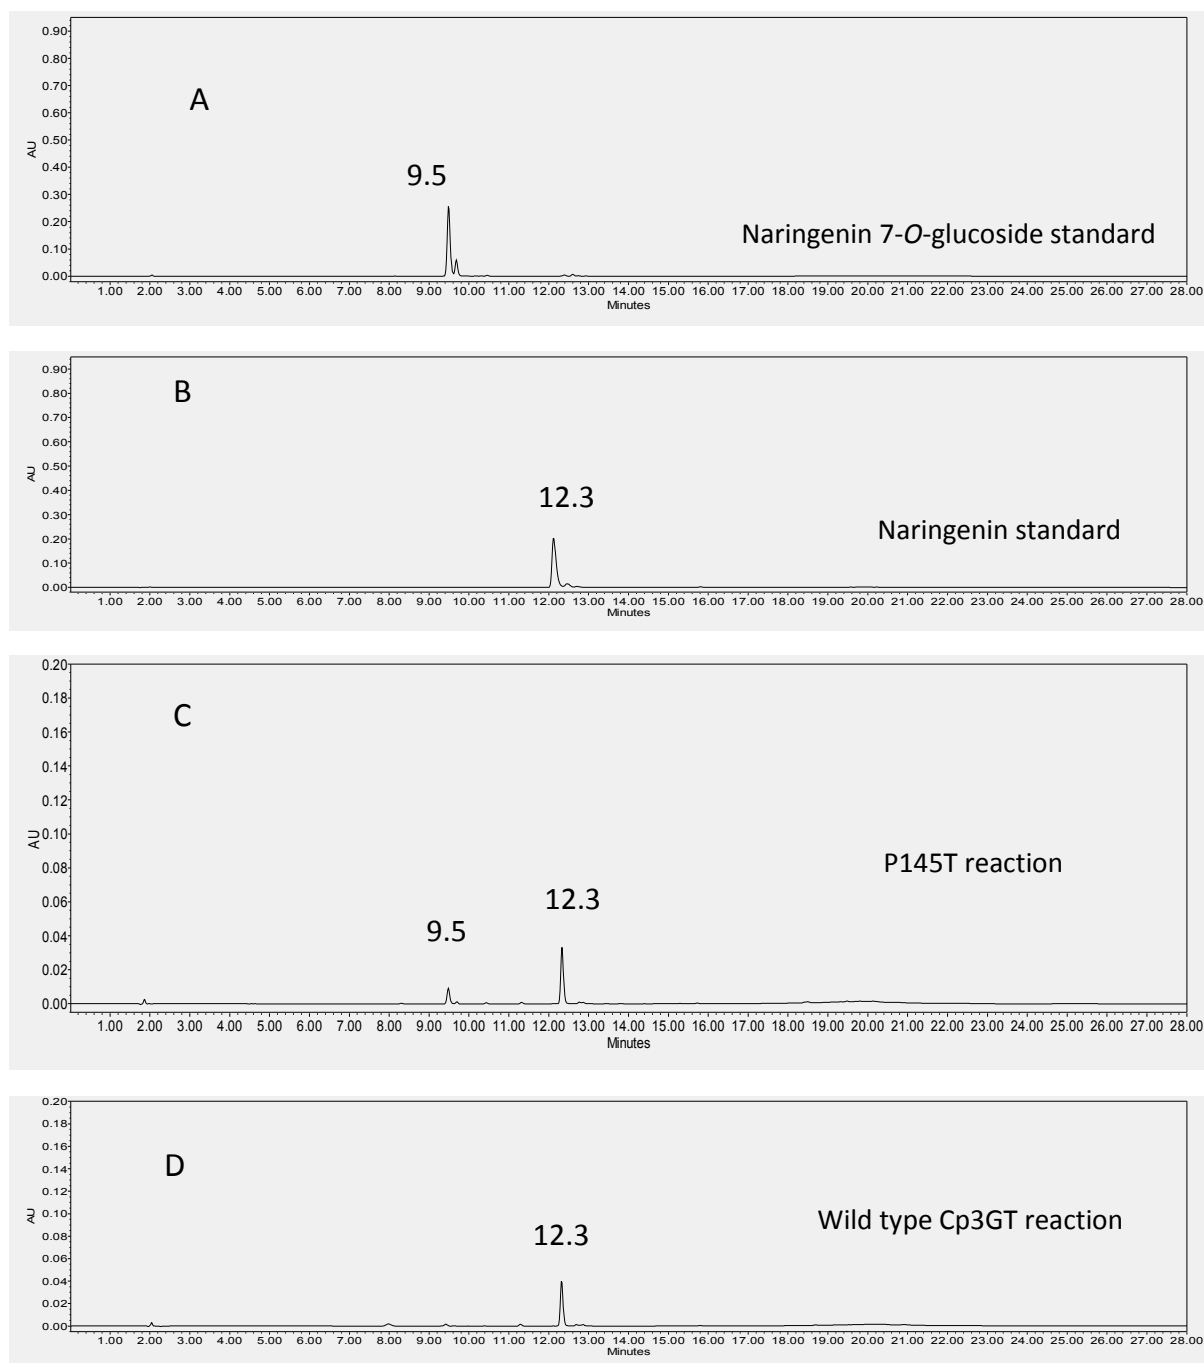 0.90
0.80
0.70
A
0.60
0.50
AU
0.40
9.5
0.30
0.20
Naringenin 7-O-glucoside standard
0.10
0.00
1.00 2.00 3.00 4.00 5.00 6.00 7.00 8.00 9.00 10.00 11.00 12.00 13.00 14.00 15.00 16.00 17.00 18.00 19.00 20.00 21.00 22.00 23.00 24.00 25.00 26.00 27.00 28.00
Minutes
0.90
0.80
B
0.70
0.60
0.50
AU
0.40
12.3
0.30
Naringenin standard
0.20
0.10
0.00
1.00 2.00 3.00 4.00 5.00 6.00 7.00 8.00 9.00 10.00 11.00 12.00 13.00 14.00 15.00 16.00 17.00 18.00 19.00 20.00 21.00 22.00 23.00 24.00 25.00 26.00 27.00 28.00
Minutes
0.20
0.18
C
0.16
0.14
0.12
0.10
AU
0.08
P145T reaction
0.06
12.3
0.04
9.5
0.02
0.00
1.00 2.00 3.00 4.00 5.00 6.00 7.00 8.00 9.00 10.00 11.00 12.00 13.00 14.00 15.00 16.00 17.00 18.00 19.00 20.00 21.00 22.00 23.00 24.00 25.00 26.00 27.00 28.00
Minutes
0.20
0.18
0.16
D
0.14
0.12
0.10
AU
Wild type Cp3GT reaction
0.08
12.3
0.06
0.04
0.02
0.00
1.00 2.00 3.00 4.00 5.00 6.00 7.00 8.00 9.00 10.00 11.00 12.00 13.00 14.00 15.00 16.00 17.00 18.00 19.00 20.00 21.00 22.00 23.00 24.00 25.00 26.00 27.00 28.00
Minutes